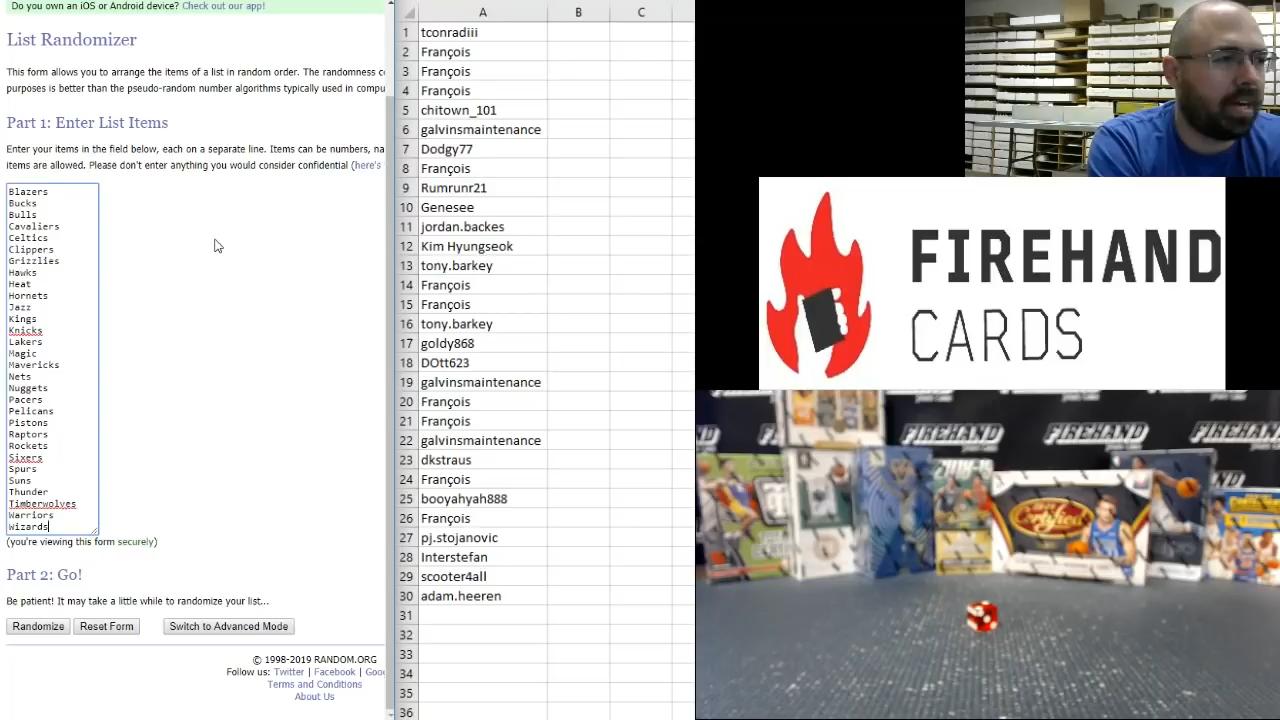 Do you own an iOS or Android device? Check out our app!
List Randomizer
This form allows you to arrange the items of a list in random order. The randomness c
purposes is better than the pseudo-random number algorithms typically used in compu
Part 1: Enter List Items
Enter your items in the field below, each on a separate line. Items can be numbers, na
items are allowed. Please don't enter anything you would consider confidential (here's
Blazers
Bucks
Bulls
Cavaliers
Celtics
Clippers
Grizzlies
Hawks
Heat
Hornets
Jazz
Kings
Knicks
Lakers
Magic
Mavericks
Nets
Nuggets
Pacers
Pelicans
Pistons
Raptors
Rockets
Sixers
Spurs
Suns
Thunder
Timberwolves
Warriors
Wizards
(you're viewing this form securely)
Part 2: Go!
Be patient! It may take a little while to randomize your list...
Randomize Reset Form Switch to Advanced Mode
© 1998-2019 RANDOM.ORG
Follow us: Twitter | Facebook | Goo
Terms and Conditions
About Us
A B C
1 tconradiii
2 François
3 François
4 François
5 chitown_101
6 galvinsmaintenance
7 Dodgy77
8 François
9 Rumrunr21
10 Genesee
11 jordan.backes
12 Kim Hyungseok
13 tony.barkey
14 François
15 François
16 tony.barkey
17 goldy868
18 DOtt623
19 galvinsmaintenance
20 François
21 François
22 galvinsmaintenance
23 dkstraus
24 François
25 booyahyah888
26 François
27 pj.stojanovic
28 Interstefan
29 scooter4all
30 adam.heeren
31
32
33
34
35
36
FIREHAND
CARDS
FIREHAND
FIREHAND
Certified